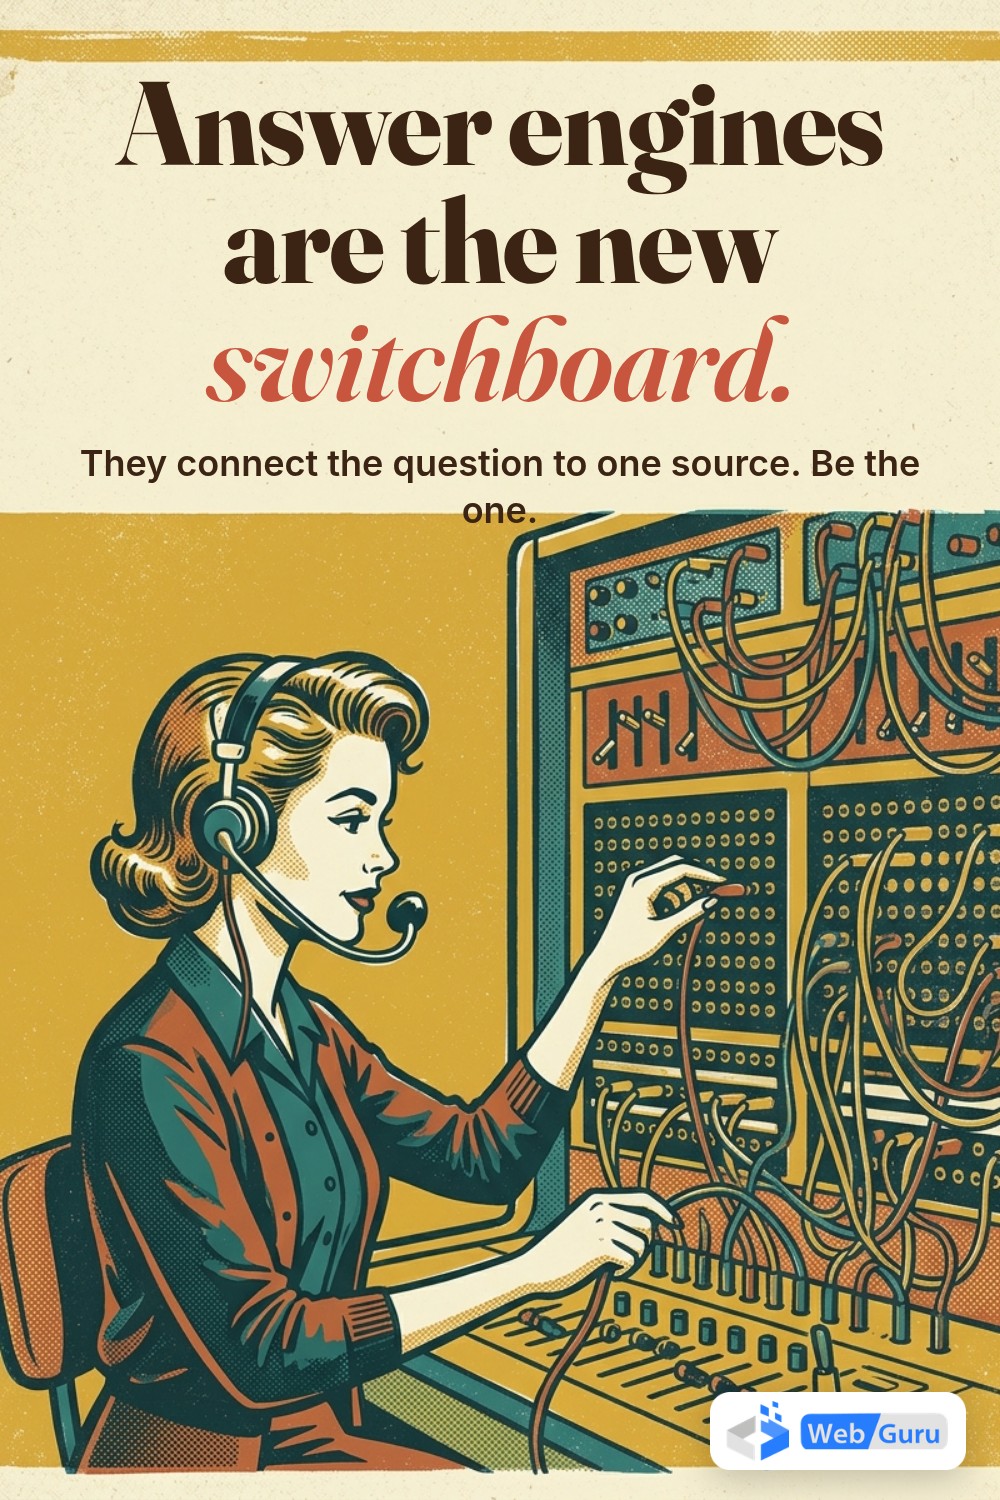 Answer engines
are the new
switchboard.
They connect the question to one source. Be the
one.
Web Guru